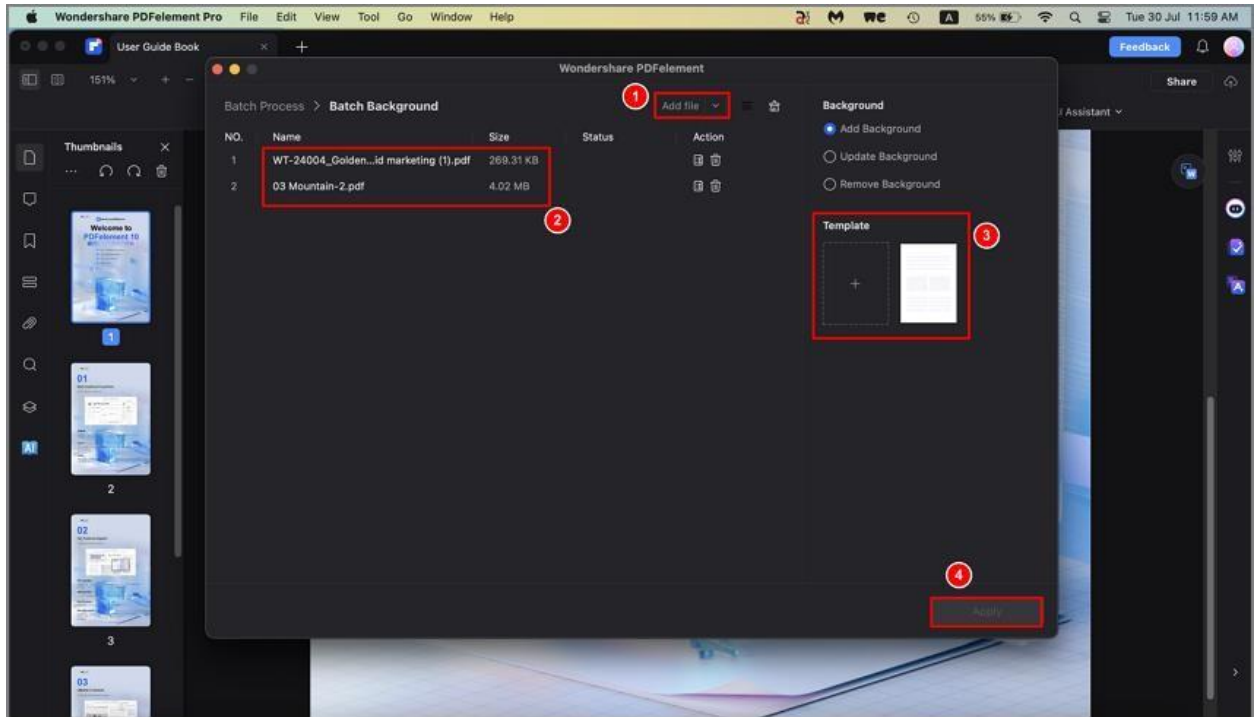 Wondershare PDFelement Pro File Edit View Tool Go Window Help
A 55% Tue 30 Jul 11:59 AM
User Guide Book × +
Feedback
151% + −
Wondershare PDFelement
Share
Batch Process > Batch Background
1
Add file
Background
Assistant
Add Background
NO. Name Size Status Action
Thumbnails ×
1 WT-24004_Golden...id marketing (1).pdf 269.31 KB
Update Background
2 03 Mountain-2.pdf 4.02 MB
Remove Background
2
Template
3
+
Welcome to
PDFelement 10
1
01
AI
2
02
4
Apply
3
03